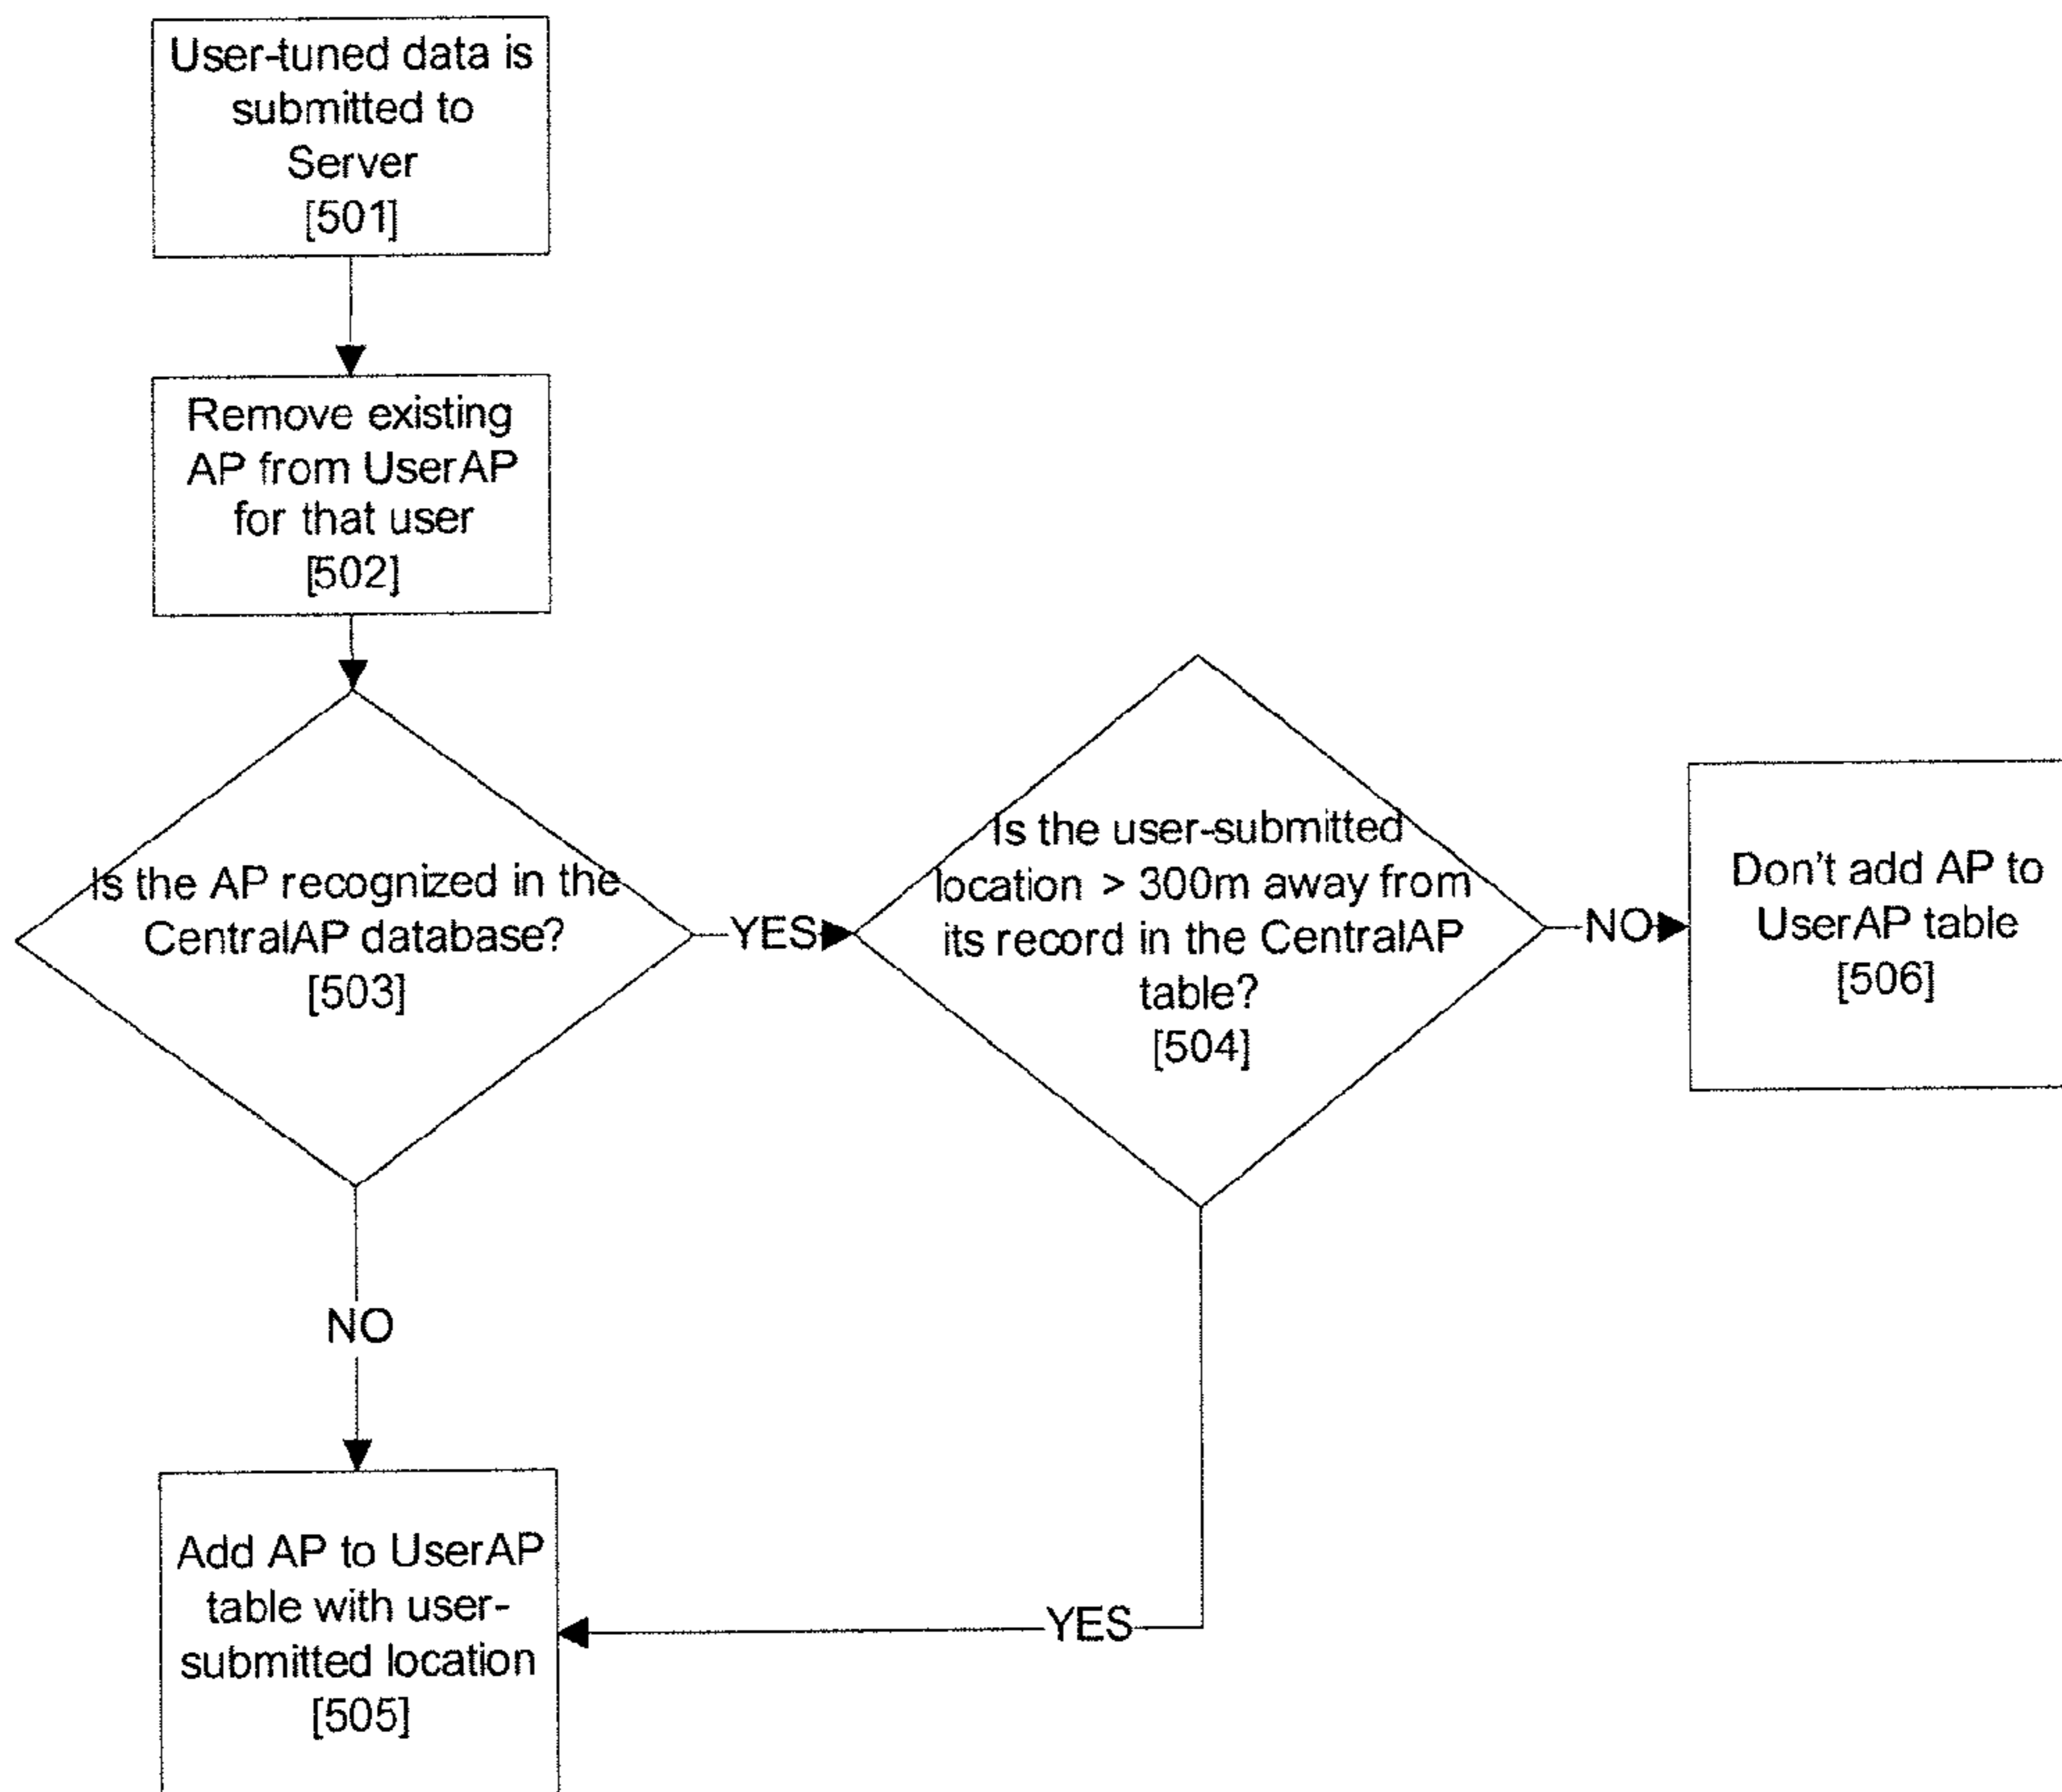 User-tuned data is
submitted to
Server
[501]
Remove existing
AP from UserAP
for that user
[502]
Is the AP recognized in the
CentralAP database?
[503]
YES
Is the user-submitted
location > 300m away from
its record in the CentralAP
table?
[504]
NO
Don't add AP to
UserAP table
[506]
NO
YES
Add AP to UserAP
table with user-
submitted location
[505]